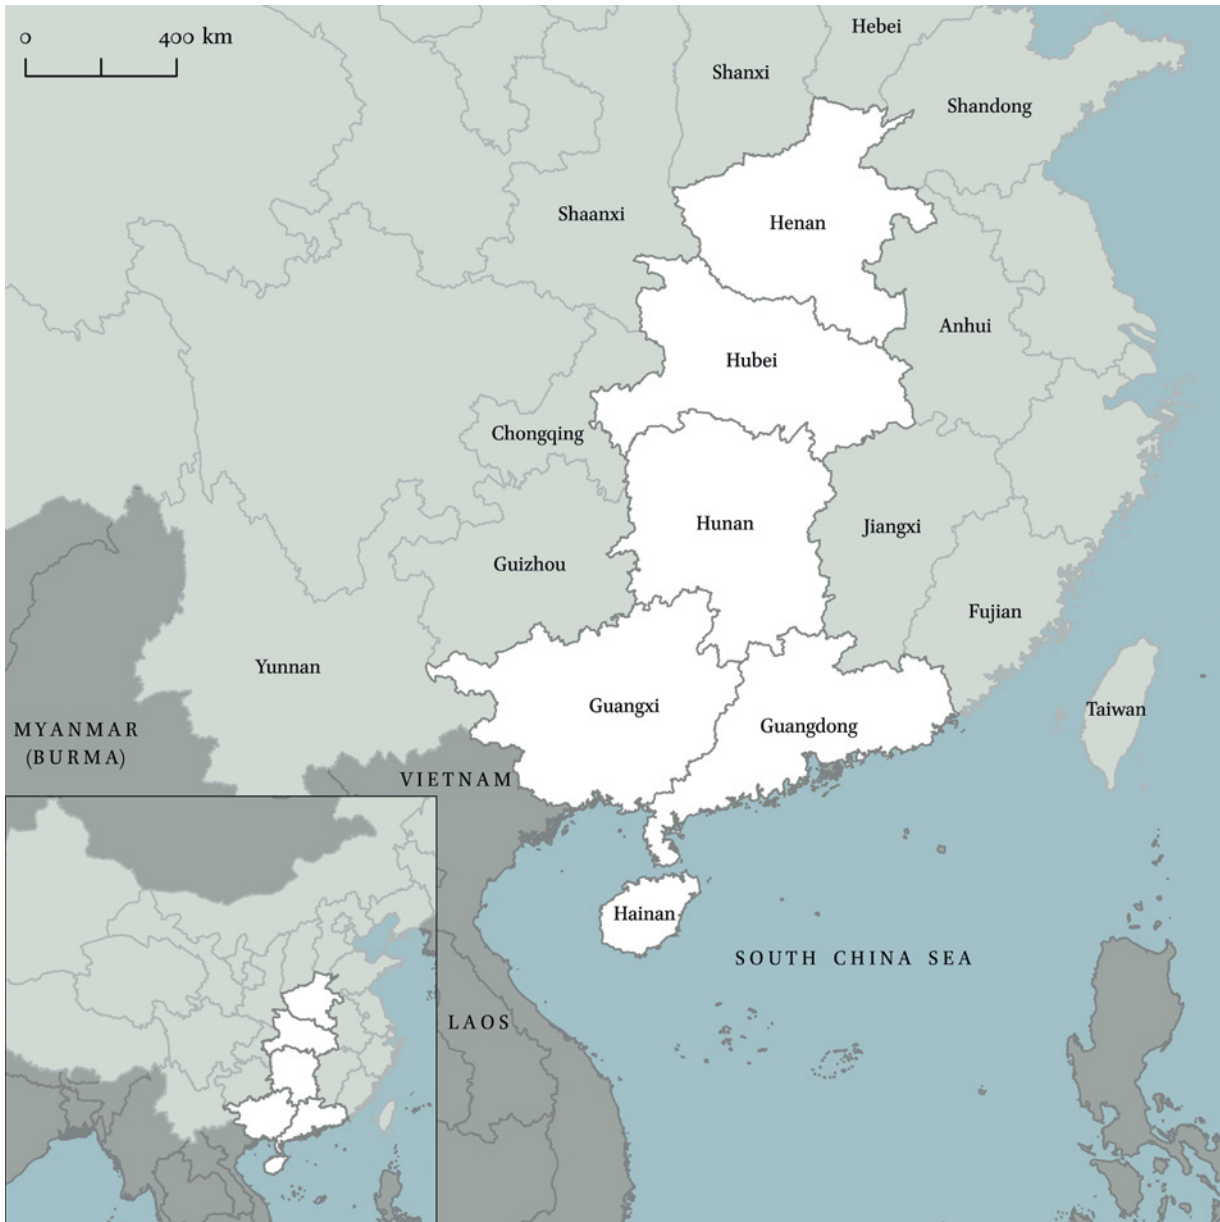 0 400 km
Hebei
Shanxi
Shandong
Shaanxi
Henan
Anhui
Hubei
Chongqing
Hunan
Jiangxi
Guizhou
Fujian
Yunnan
Guangxi
Taiwan
Guangdong
MYANMAR
(BURMA)
VIETNAM
Hainan
SOUTH CHINA SEA
LAOS